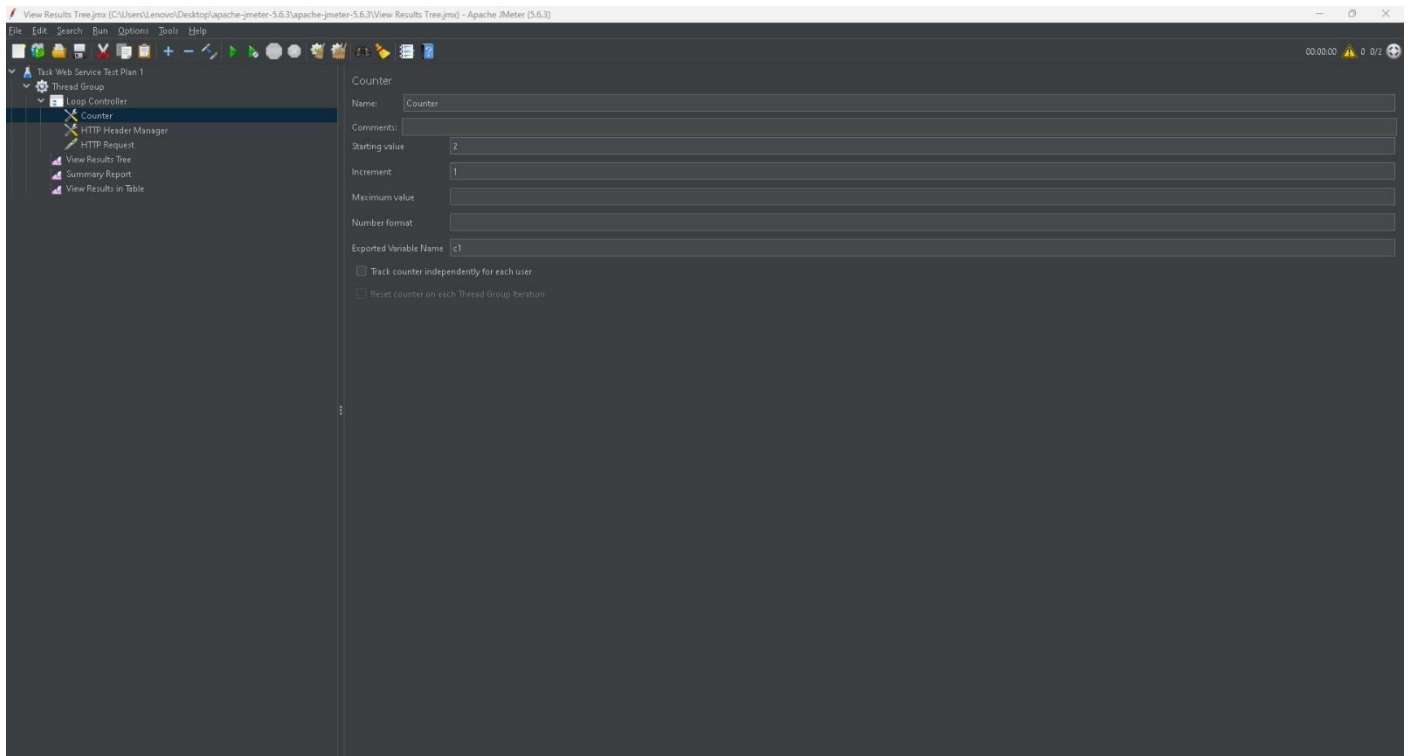 View Results Tree.jmx (C:\Users\Lenovo\Desktop\apache-jmeter-5.6.3\apache-jmeter-5.6.3\View Results Tree.jmx) - Apache JMeter (5.6.3)
File Edit Search Run Options Tools Help
00:00:00 0 0/2
Task Web Service Test Plan 1
Thread Group
Loop Controller
Counter
HTTP Header Manager
HTTP Request
View Results Tree
Summary Report
View Results in Table
Counter
Name: Counter
Comments:
Starting value 2
Increment 1
Maximum value
Number format
Exported Variable Name c1
Track counter independently for each user
Reset counter on each Thread Group Iteration